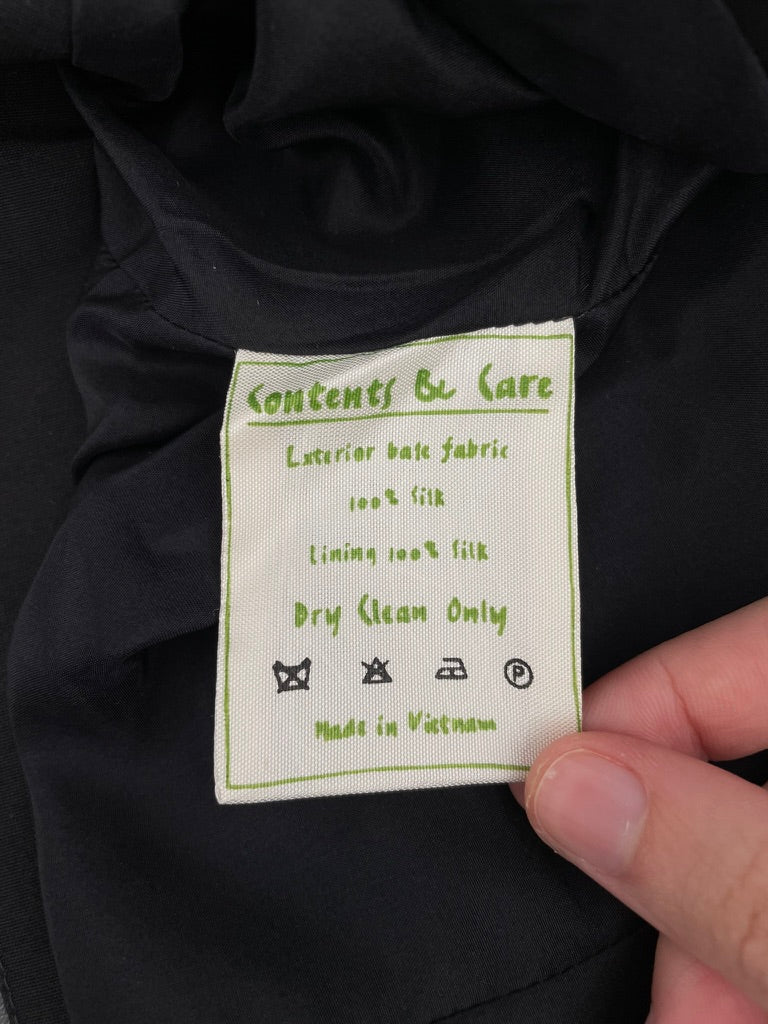 Contents & Care
Exterior base fabric
100% silk
Lining 100% silk
Dry Clean Only
P
Made in Vietnam